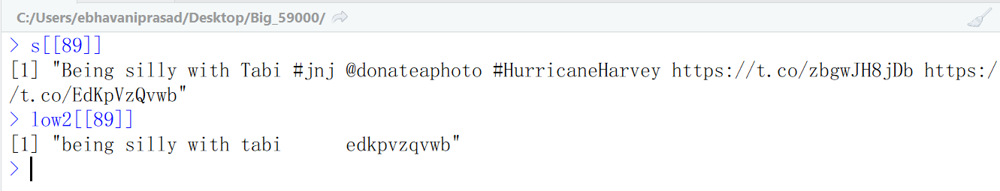 C:/Users/ebhavaniprasad/Desktop/Big_59000/
> s[[89]]
[1] "Being silly with Tabi #jnj @donateaphoto #HurricaneHarvey https://t.co/zbgwJH8jDb https:/
/t.co/EdKpVzQvwb"
> low2[[89]]
[1] "being silly with tabi      edkpvzqvwb"
>